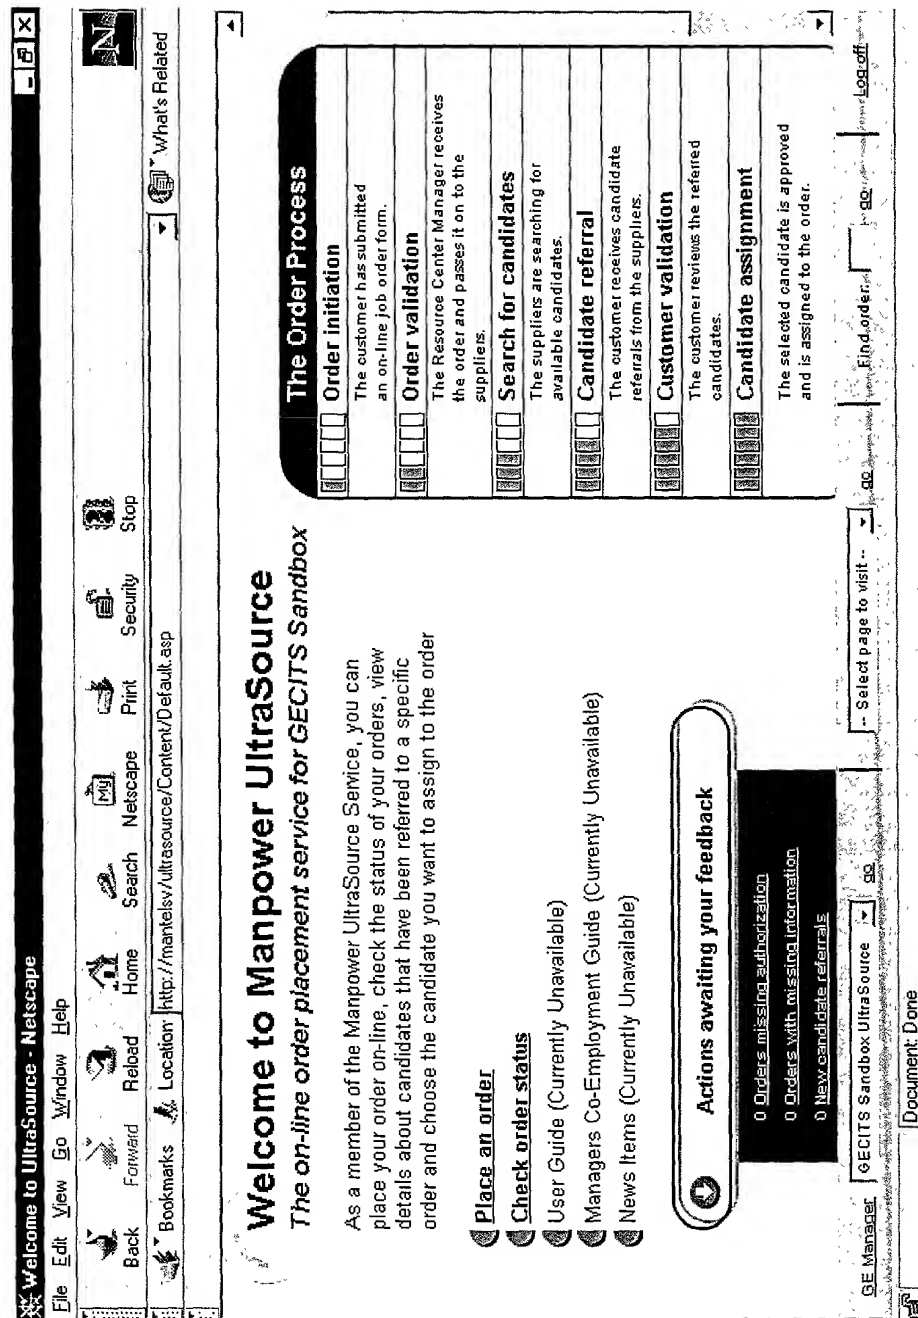 Welcome to UltraSource - Netscape
File Edit View Go Window Help
Back Forward Reload Home Search Netscape Print Security Stop
Bookmarks Location http://mantelsv/ultrasource/Content/Default.asp What's Related
Welcome to Manpower UltraSource
The on-line order placement service for GECITS Sandbox
As a member of the Manpower UltraSource Service, you can
place your order on-line, check the status of your orders, view
details about candidates that have been referred to a specific
order and choose the candidate you want to assign to the order
Place an order
Check order status
User Guide (Currently Unavailable)
Managers Co-Employment Guide (Currently Unavailable)
News Items (Currently Unavailable)
Actions awaiting your feedback
0 Orders missing authorization
0 Orders with missing information
0 New candidate referrals
The Order Process
Order initiation
The customer has submitted
an on-line job order form.
Order validation
The Resource Center Manager receives
the order and passes it on to the
suppliers.
Search for candidates
The suppliers are searching for
available candidates.
Candidate referral
The customer receives candidate
referrals from the suppliers.
Customer validation
The customer reviews the referred
candidates.
Candidate assignment
The selected candidate is approved
and is assigned to the order.
GE Manager GECITS Sandbox UltraSource go -- Select page to visit -- go Find order: go Log off
Document: Done